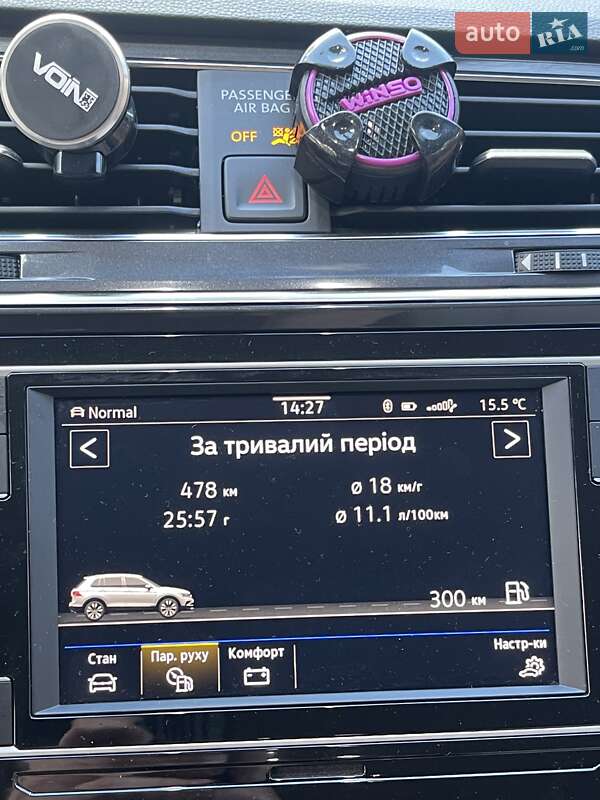 auto RIA .com
VOIN
PASSENGER
AIR BAG
OFF
WINSO
Normal
14:27
15.5 °C
<
За тривалий період
>
478 км
Ø 18 км/г
25:57 г
Ø 11.1 л/100км
300 км
Стан
Пар. руху
Комфорт
Настр-ки